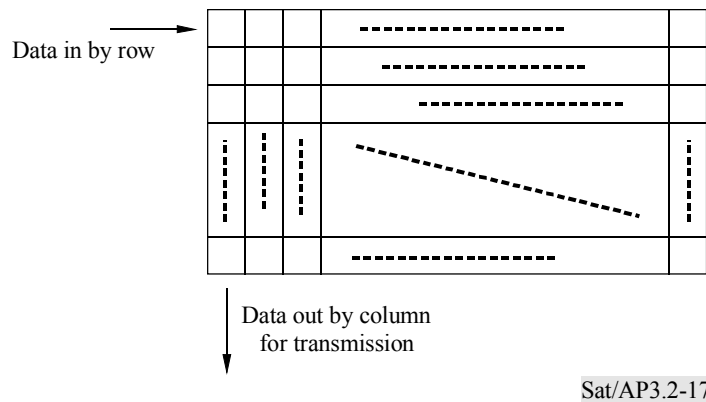 Data in by row
Data out by column
for transmission
Sat/AP3.2-17